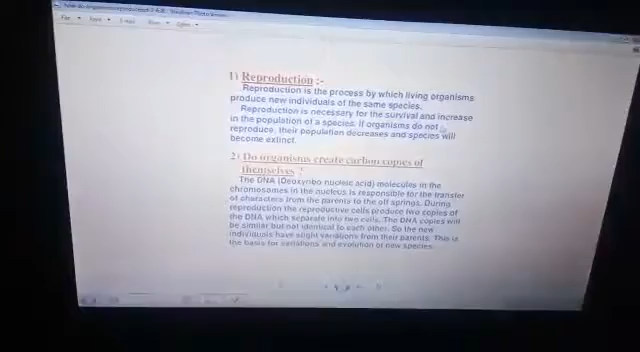 1) Reproduction :-
Reproduction is the process by which living organisms
produce new individuals of the same species.
Reproduction is necessary for the survival and increase
in the population of a species. If organisms do not
reproduce, their population decreases and species will
become extinct.
2) Do organisms create carbon copies of
themselves ?
The DNA (Deoxyribo nucleic acid) molecules in the
chromosomes in the nucleus is responsible for the transfer
of characters from the parents to the off springs. During
reproduction the reproductive cells produce two copies of
the DNA which separate into two cells. The DNA copies will
be similar but not identical to each other. So the new
individuals have slight variations from their parents. This is
the basis for variations and evolution of new species.